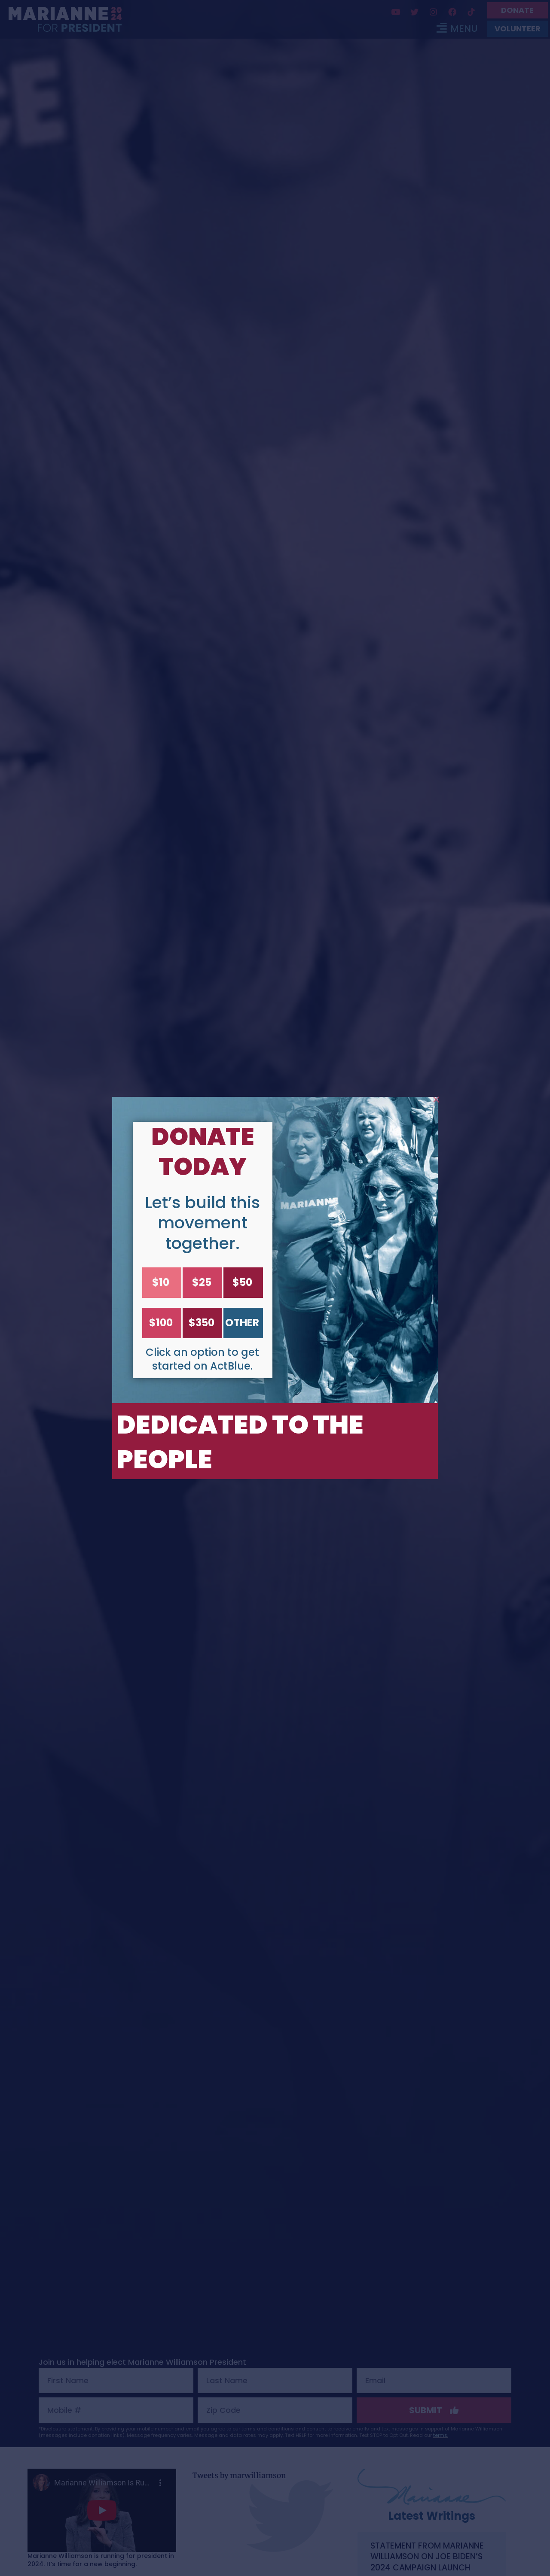 MARIANNE 2024
FOR PRESIDENT
DONATE
MENU
VOLUNTEER
CE
DONATE
TODAY
Let’s build this
movement
together.
$10
$25
$50
$100
$350
OTHER
Click an option to get
started on ActBlue.
MARIANNE
DEDICATED TO THE
PEOPLE
Join us in helping elect Marianne Williamson President
First Name
Last Name
Email
Mobile #
Zip Code
SUBMIT
Marianne Williamson Is Ru...
Marianne Williamson is running for president in
2024. It's time for a new beginning.
Tweets by marwilliamson
Marianne
Latest Writings
STATEMENT FROM MARIANNE
WILLIAMSON ON JOE BIDEN'S
2024 CAMPAIGN LAUNCH